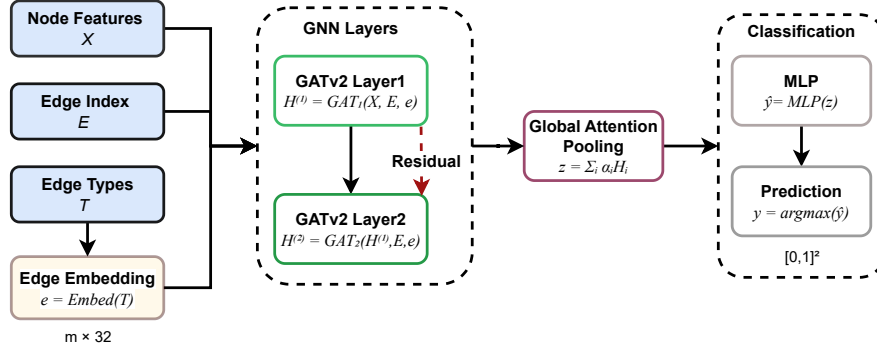 Node Features
X
Edge Index
E
Edge Types
T
Edge Embedding
e = Embed(T)
m × 32
GNN Layers
GATv2 Layer1
H⁽¹⁾ = GAT₁(X, E, e)
Residual
GATv2 Layer2
H⁽²⁾ = GAT₂(H⁽¹⁾,E,e)
Global Attention
Pooling
z = Σᵢ αᵢHᵢ
Classification
MLP
ŷ= MLP(z)
Prediction
y = argmax(ŷ)
[0,1]²